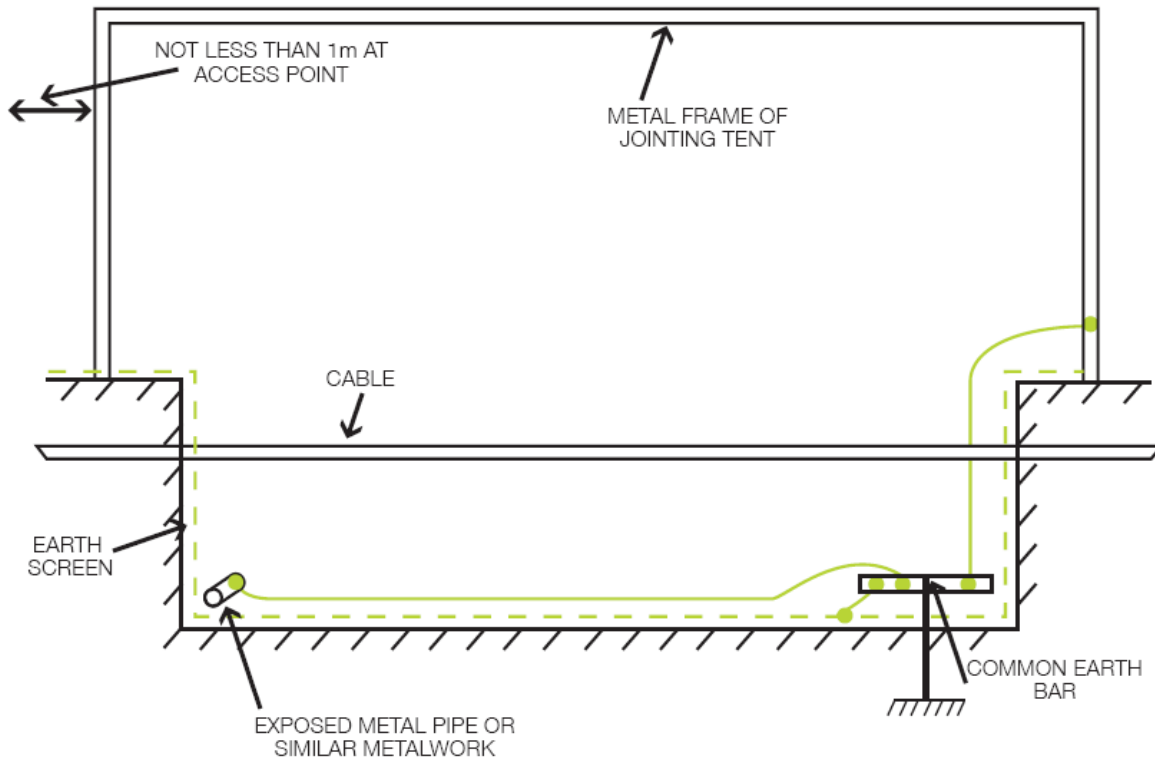 NOT LESS THAN 1m AT
ACCESS POINT
METAL FRAME OF
JOINTING TENT
CABLE
EARTH
SCREEN
COMMON EARTH
BAR
EXPOSED METAL PIPE OR
SIMILAR METALWORK